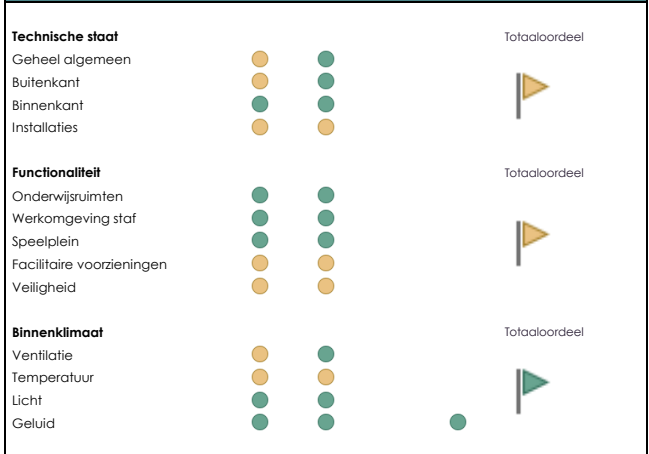 Technische staat Totaaloordeel
Geheel algemeen
Buitenkant
Binnenkant
Installaties
Functionaliteit Totaaloordeel
Onderwijsruimten
Werkomgeving staf
Speelplein
Facilitaire voorzieningen
Veiligheid
Binnenklimaat Totaaloordeel
Ventilatie
Temperatuur
Licht
Geluid